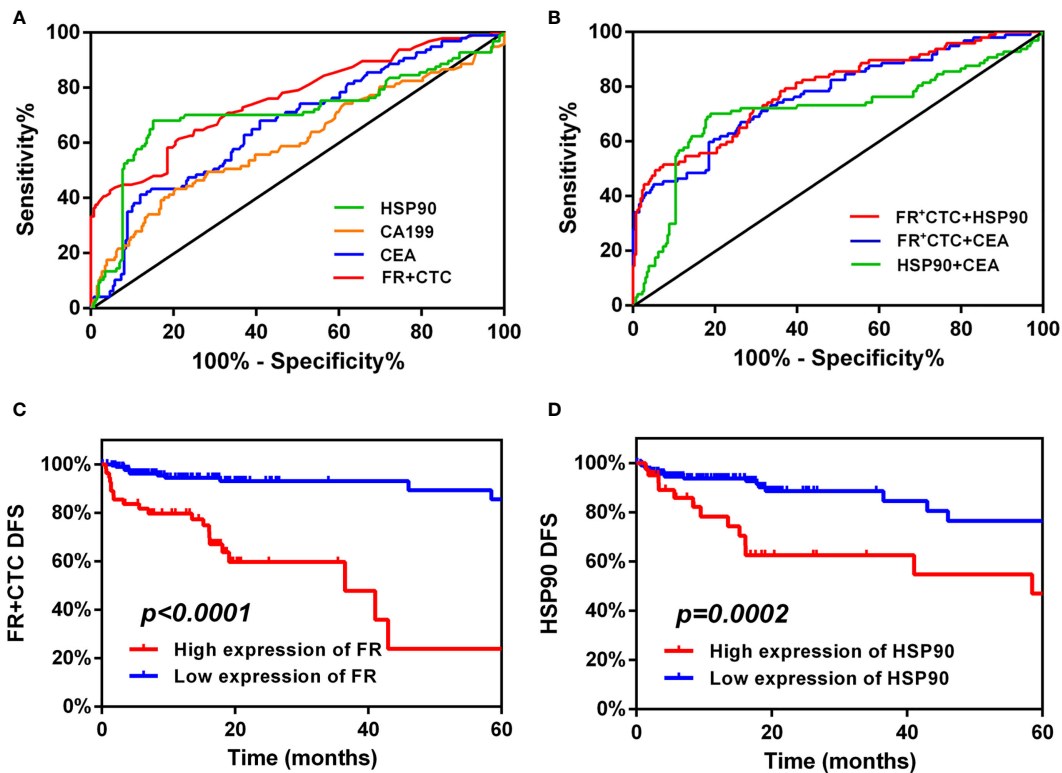 A
B
Sensitivity%
100
80
60
40
20
0
0
20
40
60
80
100
100% - Specificity%
HSP90
CA199
CEA
FR+CTC
Sensitivity%
100
80
60
40
20
0
0
20
40
60
80
100
100% - Specificity%
FR⁺CTC+HSP90
FR⁺CTC+CEA
HSP90+CEA
C
D
FR+CTC DFS
100%
80%
60%
40%
20%
0%
0
20
40
60
Time (months)
p<0.0001
High expression of FR
Low expression of FR
HSP90 DFS
100%
80%
60%
40%
20%
0%
0
20
40
60
Time (months)
p=0.0002
High expression of HSP90
Low expression of HSP90